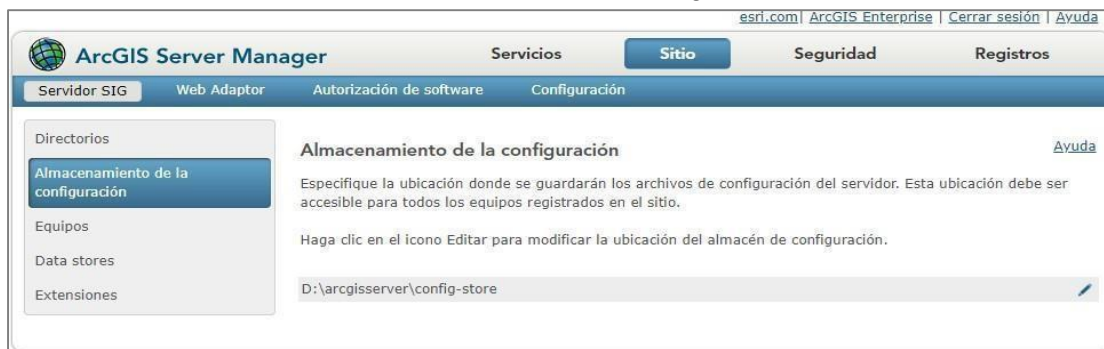 esri.com| ArcGIS Enterprise | Cerrar sesión | Ayuda
ArcGIS Server Manager
Servicios Sitio Seguridad Registros
Servidor SIG Web Adaptor Autorización de software Configuración
Directorios
Almacenamiento de la
configuración
Equipos
Data stores
Extensiones
Almacenamiento de la configuración
Ayuda
Especifique la ubicación donde se guardarán los archivos de configuración del servidor. Esta ubicación debe ser
accesible para todos los equipos registrados en el sitio.
Haga clic en el icono Editar para modificar la ubicación del almacén de configuración.
D:\arcgisserver\config-store